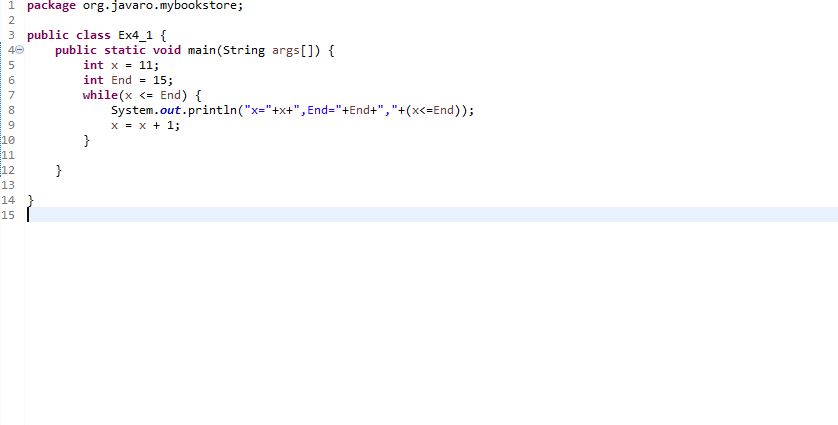 1 package org.javaro.mybookstore;
2
3 public class Ex4_1 {
4 public static void main(String args[]) {
5 int x = 11;
6 int End = 15;
7 while(x <= End) {
8 System.out.println("x="+x+",End="+End+","+(x<=End));
9 x = x + 1;
10 }
11
12 }
13
14 }
15